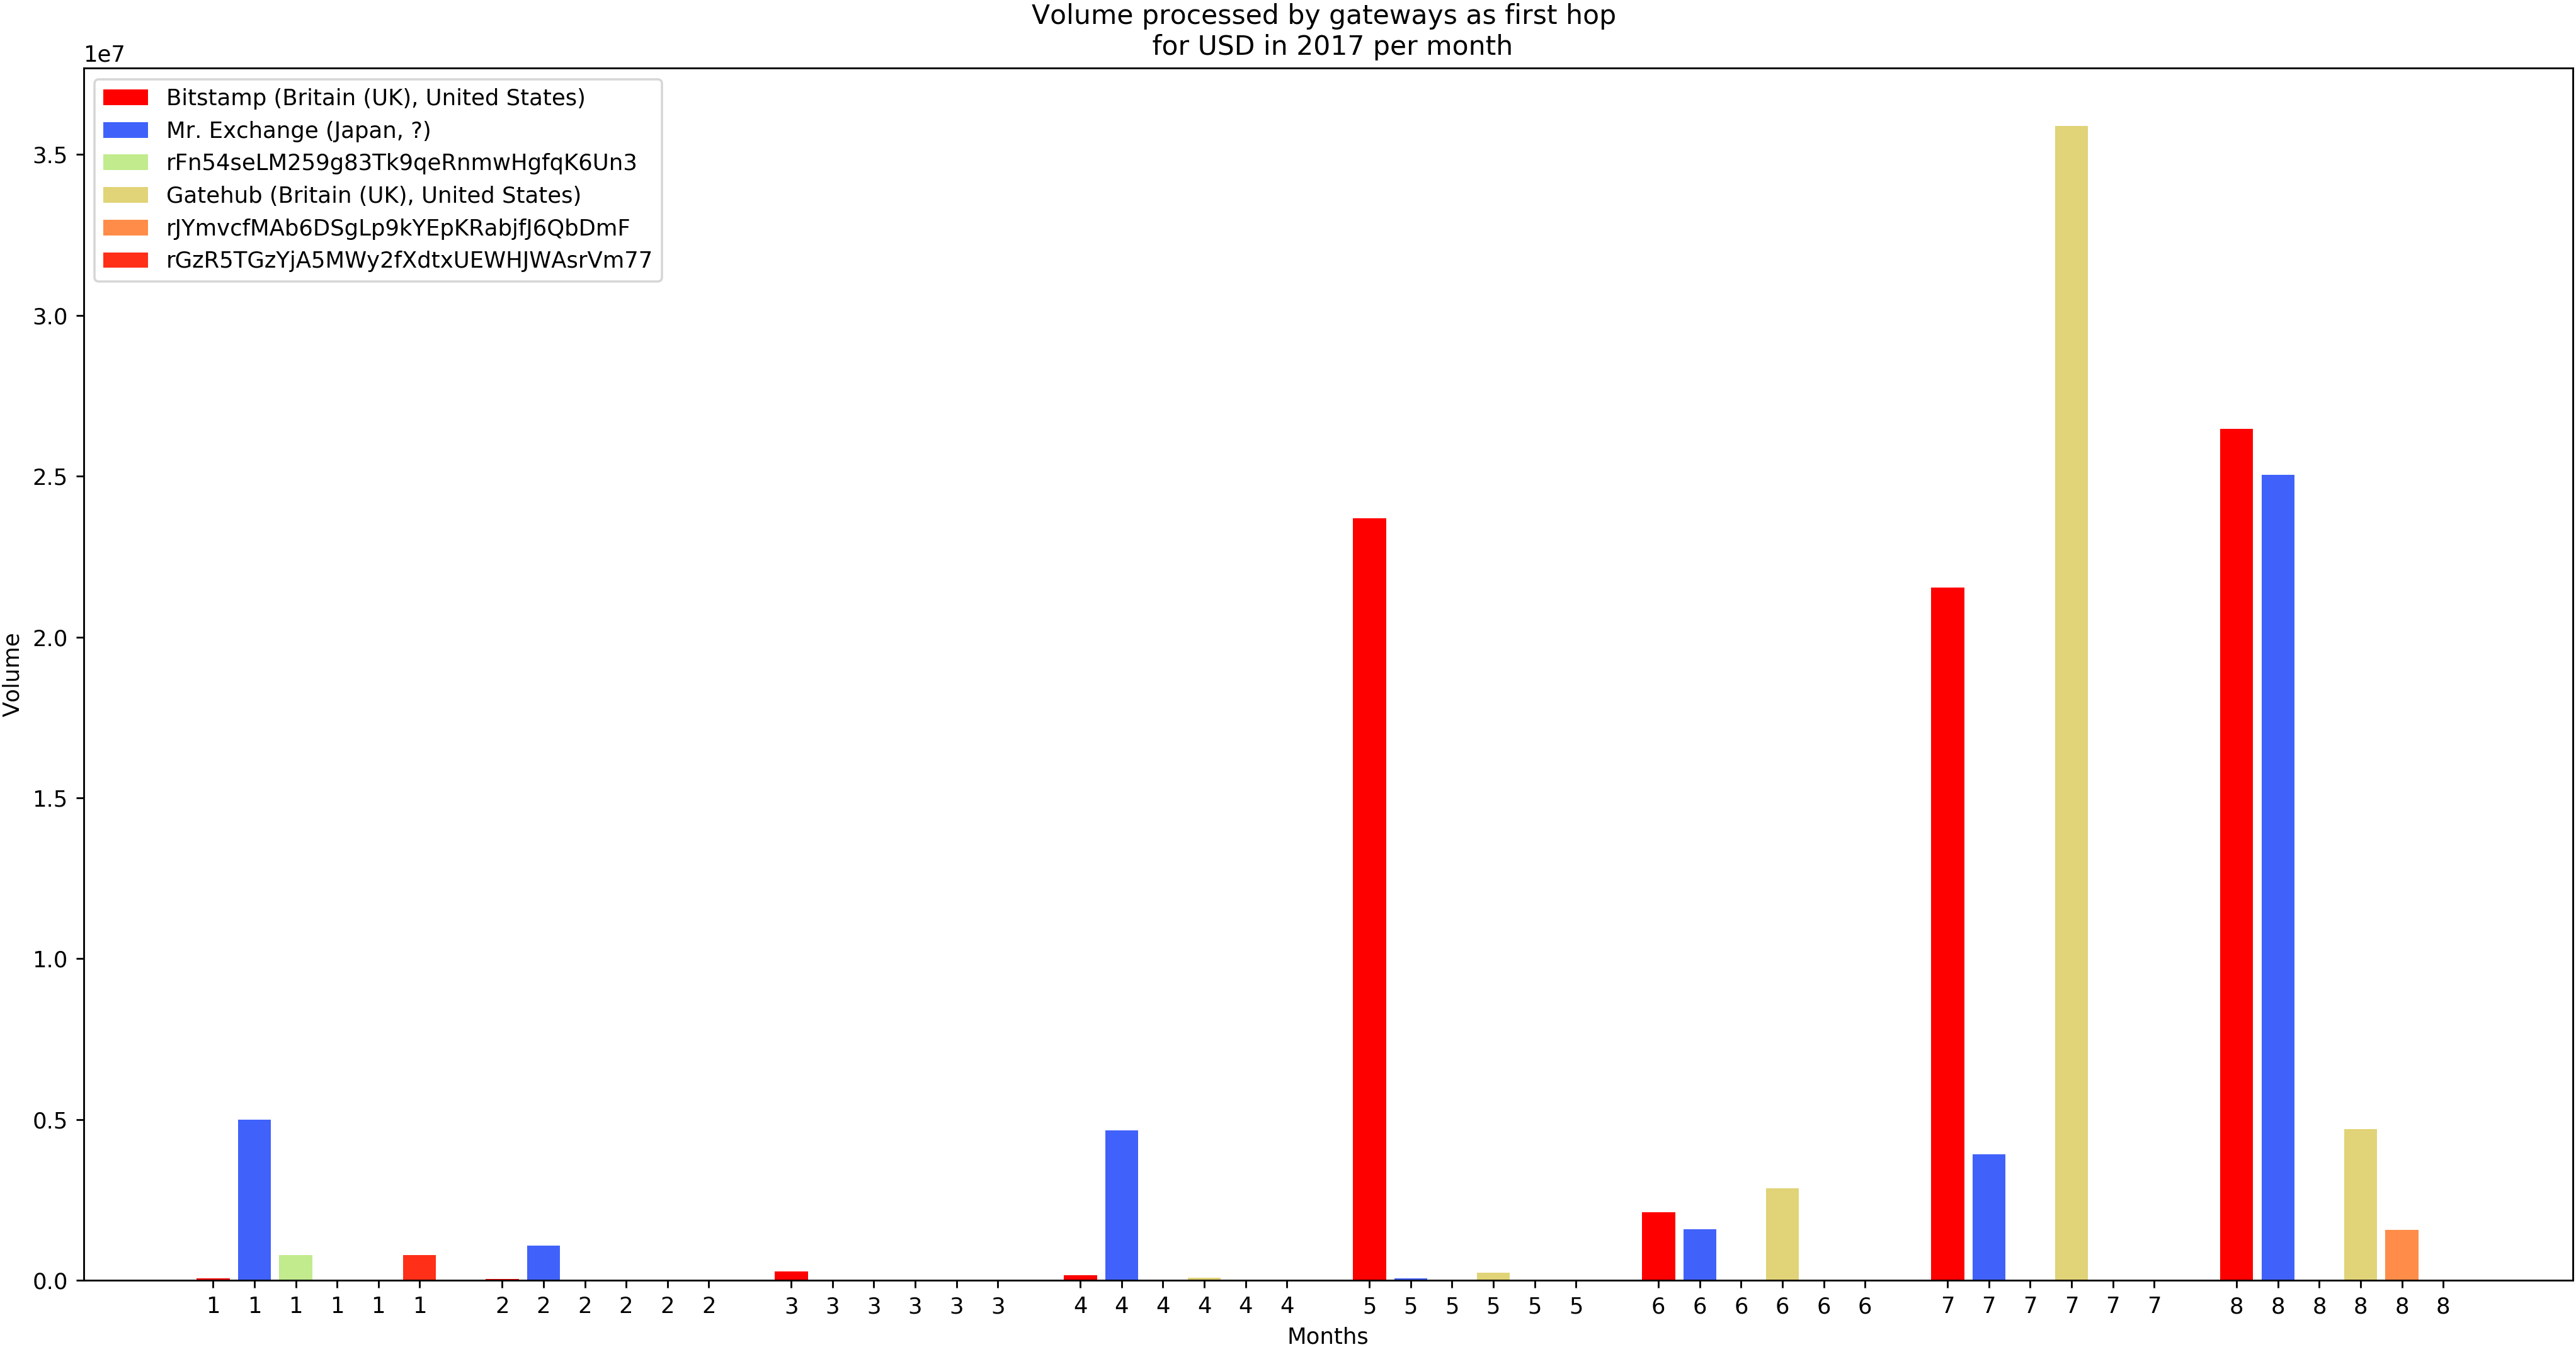 Volume processed by gateways as first hop
for USD in 2017 per month
1e7
Bitstamp (Britain (UK), United States)
Mr. Exchange (Japan, ?)
rFn54seLM259g83Tk9qeRnmwHgfqK6Un3
Gatehub (Britain (UK), United States)
rJYmvcfMAb6DSgLp9kYEpKRabjfJ6QbDmF
rGzR5TGzYjA5MWy2fXdtxUEWHJWAsrVm77
3.5
3.0
2.5
2.0
1.5
1.0
0.5
0.0
Volume
1 1 1 1 1 1 2 2 2 2 2 2 3 3 3 3 3 3 4 4 4 4 4 4 5 5 5 5 5 5 6 6 6 6 6 6 7 7 7 7 7 7 8 8 8 8 8 8
Months